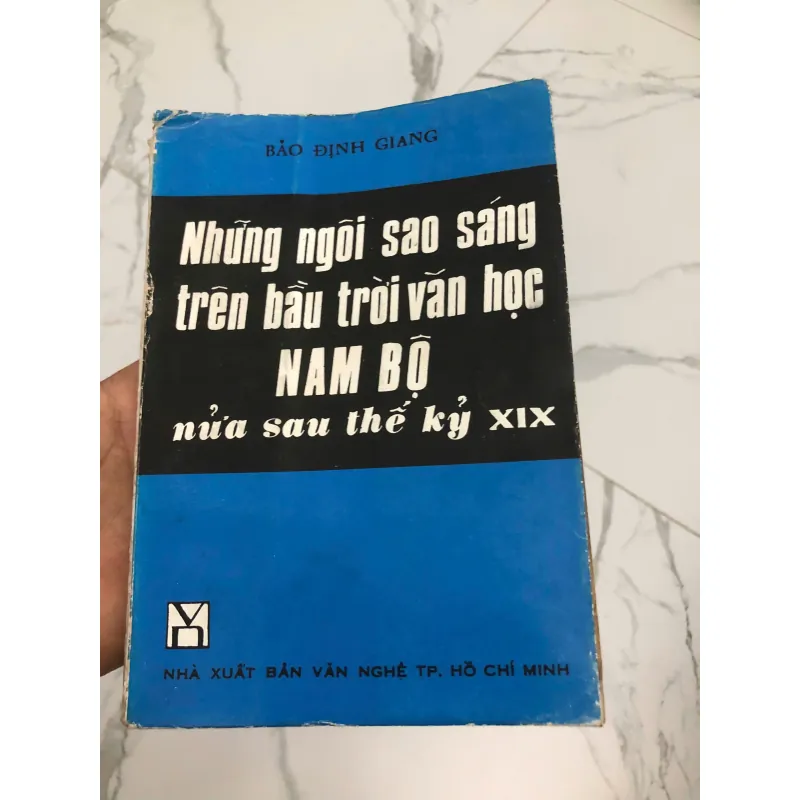 BẢO ĐỊNH GIANG
Những ngôi sao sáng
trên bầu trời văn học
NAM BỘ
nửa sau thế kỷ XIX
Vn
NHÀ XUẤT BẢN VĂN NGHỆ TP. HỒ CHÍ MINH